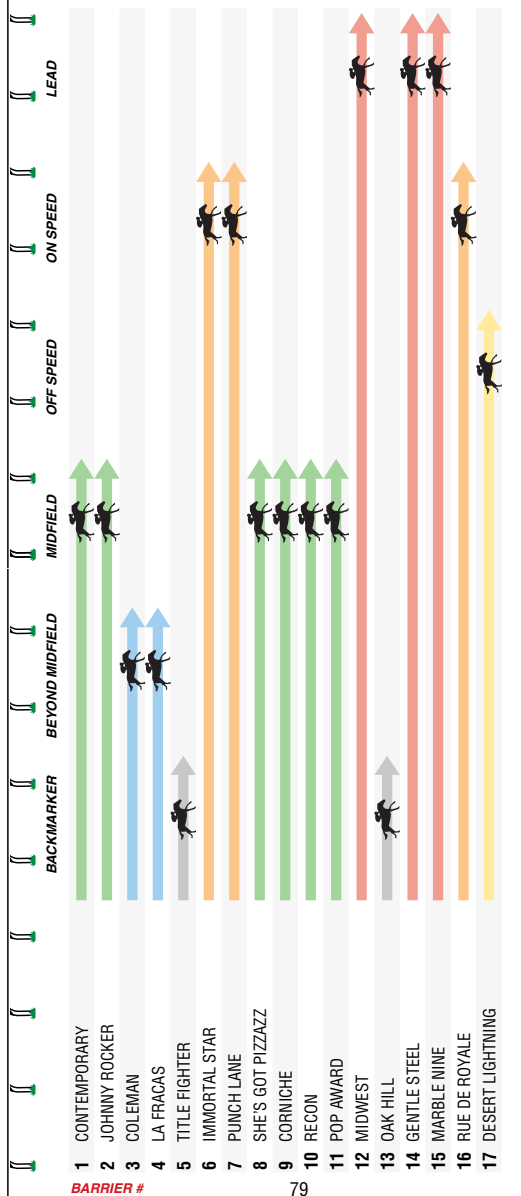 BACKMARKER BEYOND MIDFIELD MIDFIELD OFF SPEED ON SPEED LEAD
1 CONTEMPORARY
2 JOHNNY ROCKER
3 COLEMAN
4 LA FRACAS
5 TITLE FIGHTER
6 IMMORTAL STAR
7 PUNCH LANE
8 SHE'S GOT PIZZAZZ
9 CORNICHE
10 RECON
11 POP AWARD
12 MIDWEST
13 OAK HILL
14 GENTLE STEEL
15 MARBLE NINE
16 RUE DE ROYALE
17 DESERT LIGHTNING
BARRIER #
79